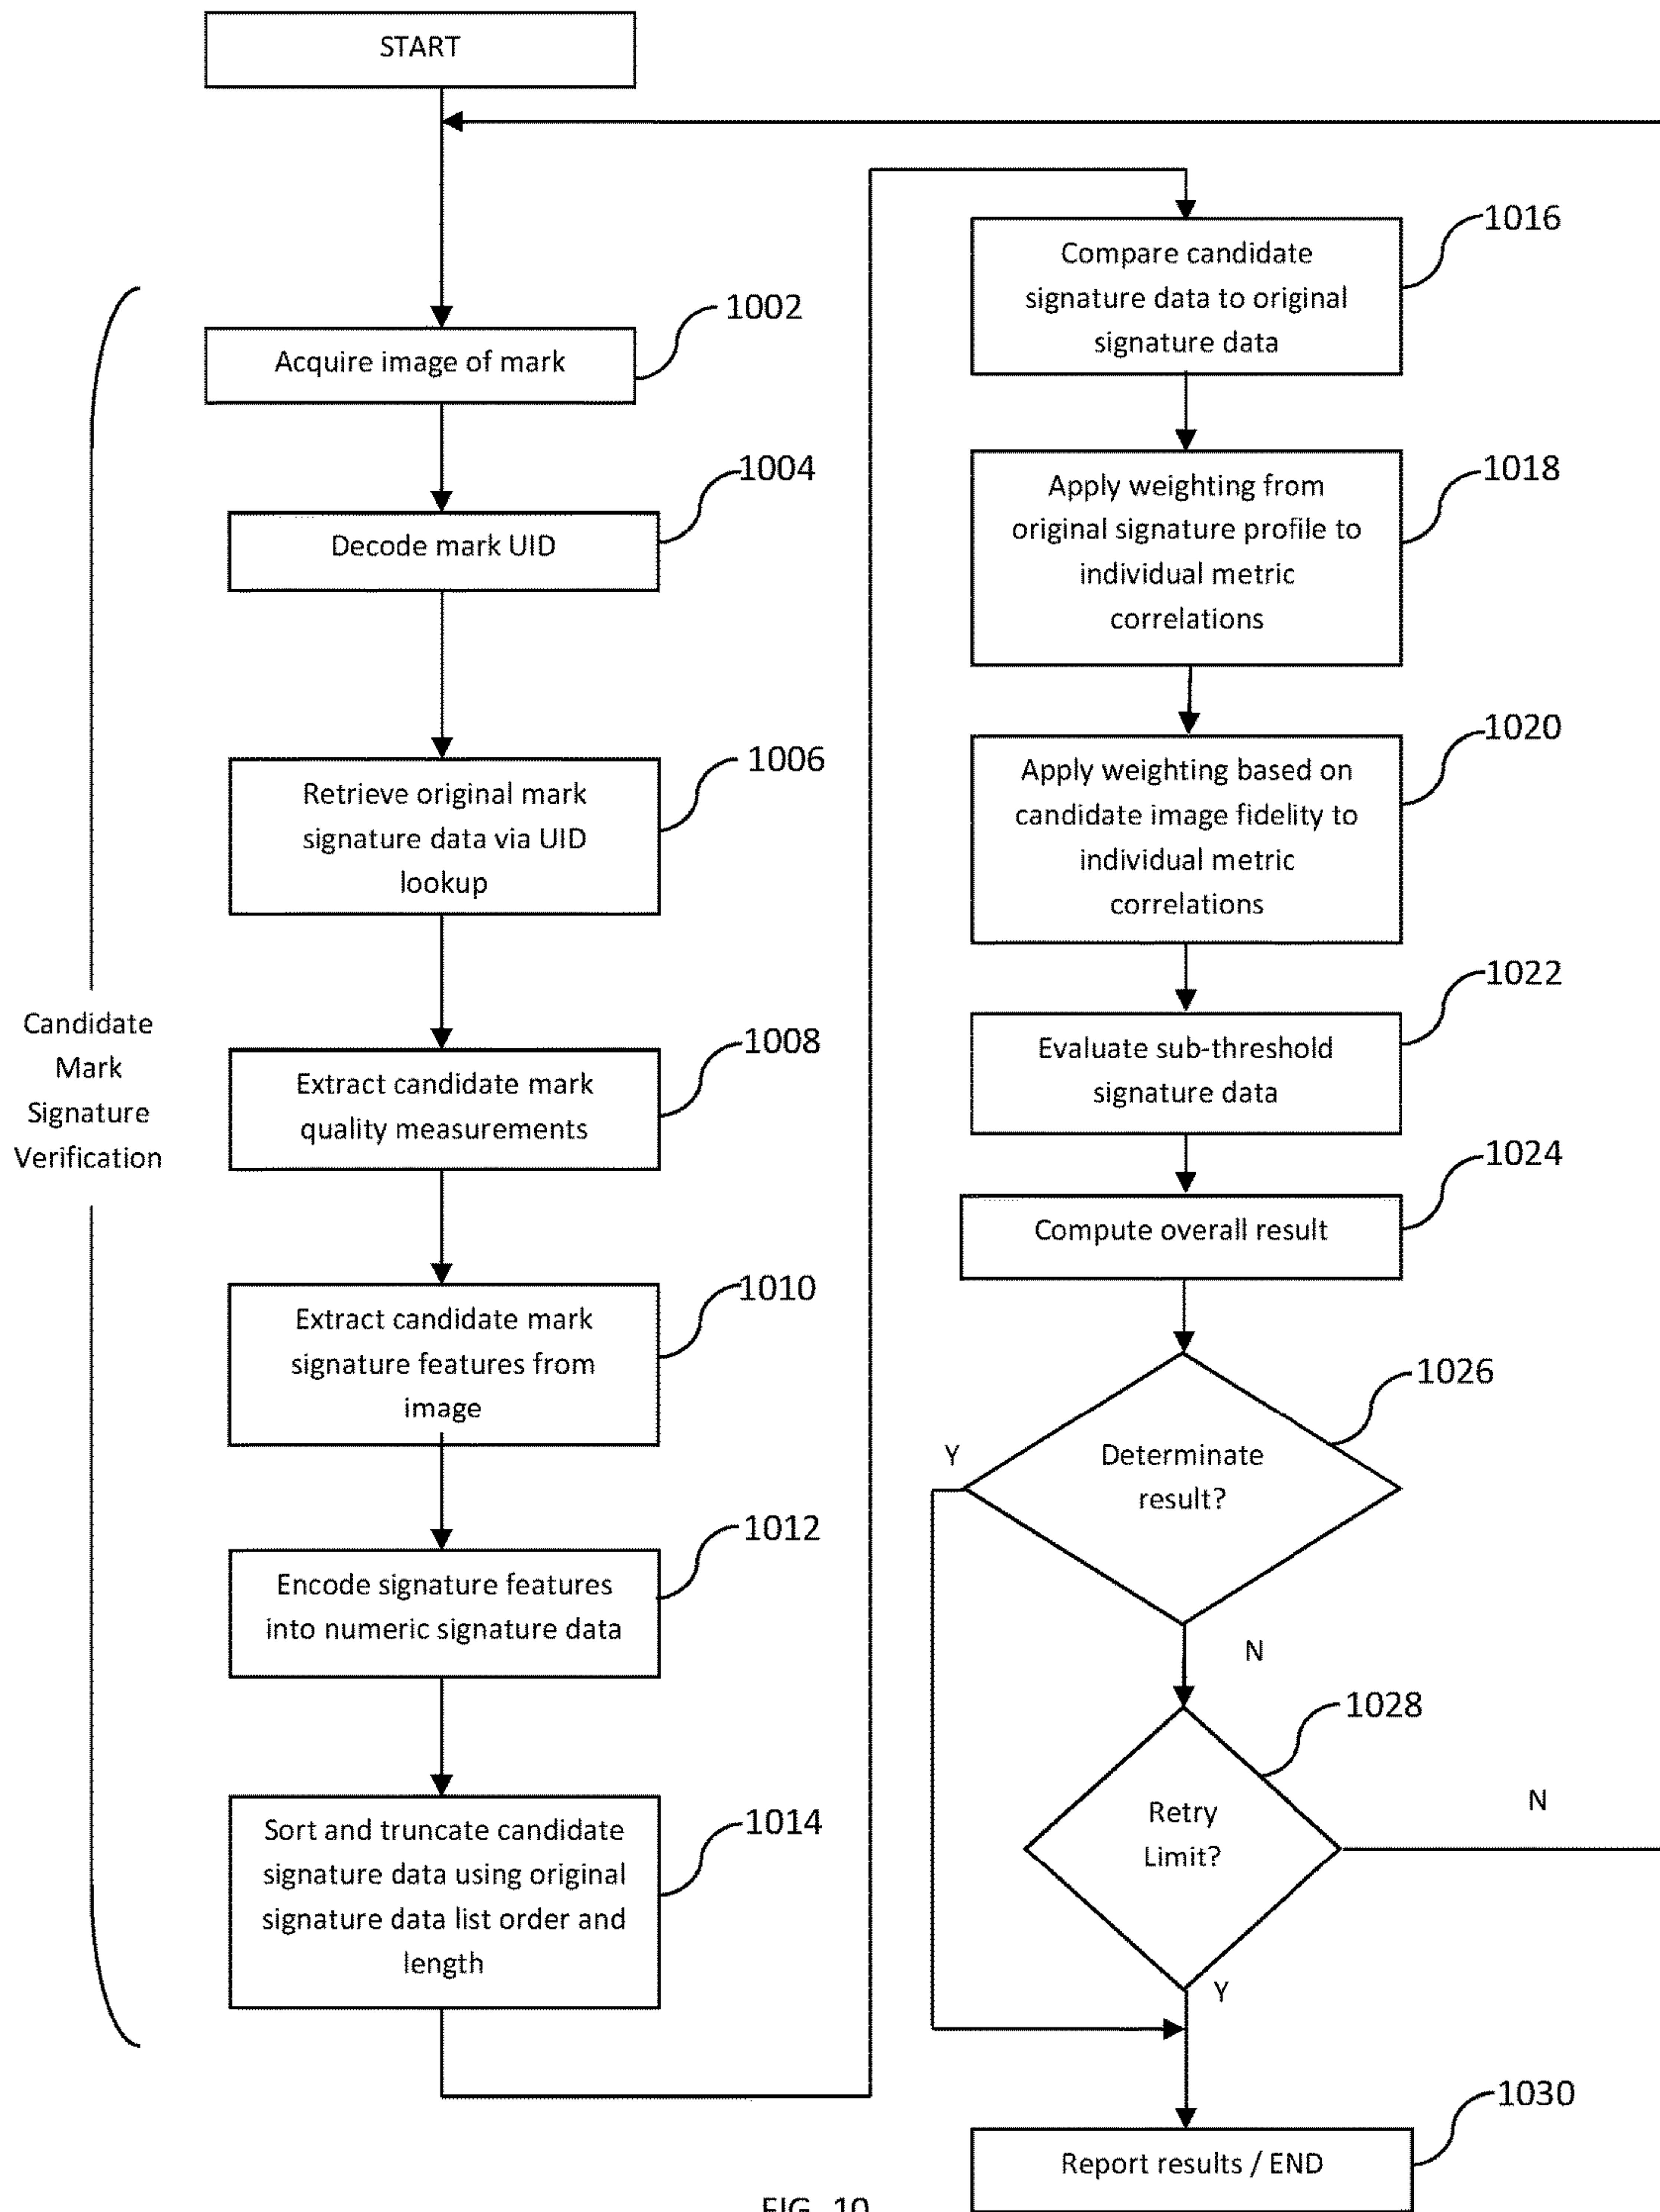 START
1002
Acquire image of mark
1004
Decode mark UID
1006
Retrieve original mark
signature data via UID
lookup
1008
Extract candidate mark
quality measurements
1010
Extract candidate mark
signature features from
image
1012
Encode signature features
into numeric signature data
1014
Sort and truncate candidate
signature data using original
signature data list order and
length
Candidate
Mark
Signature
Verification
1016
Compare candidate
signature data to original
signature data
1018
Apply weighting from
original signature profile to
individual metric
correlations
1020
Apply weighting based on
candidate image fidelity to
individual metric
correlations
1022
Evaluate sub-threshold
signature data
1024
Compute overall result
1026
Determinate
result?
Y
N
1028
Retry
Limit?
N
Y
1030
Report results / END
FIG. 10